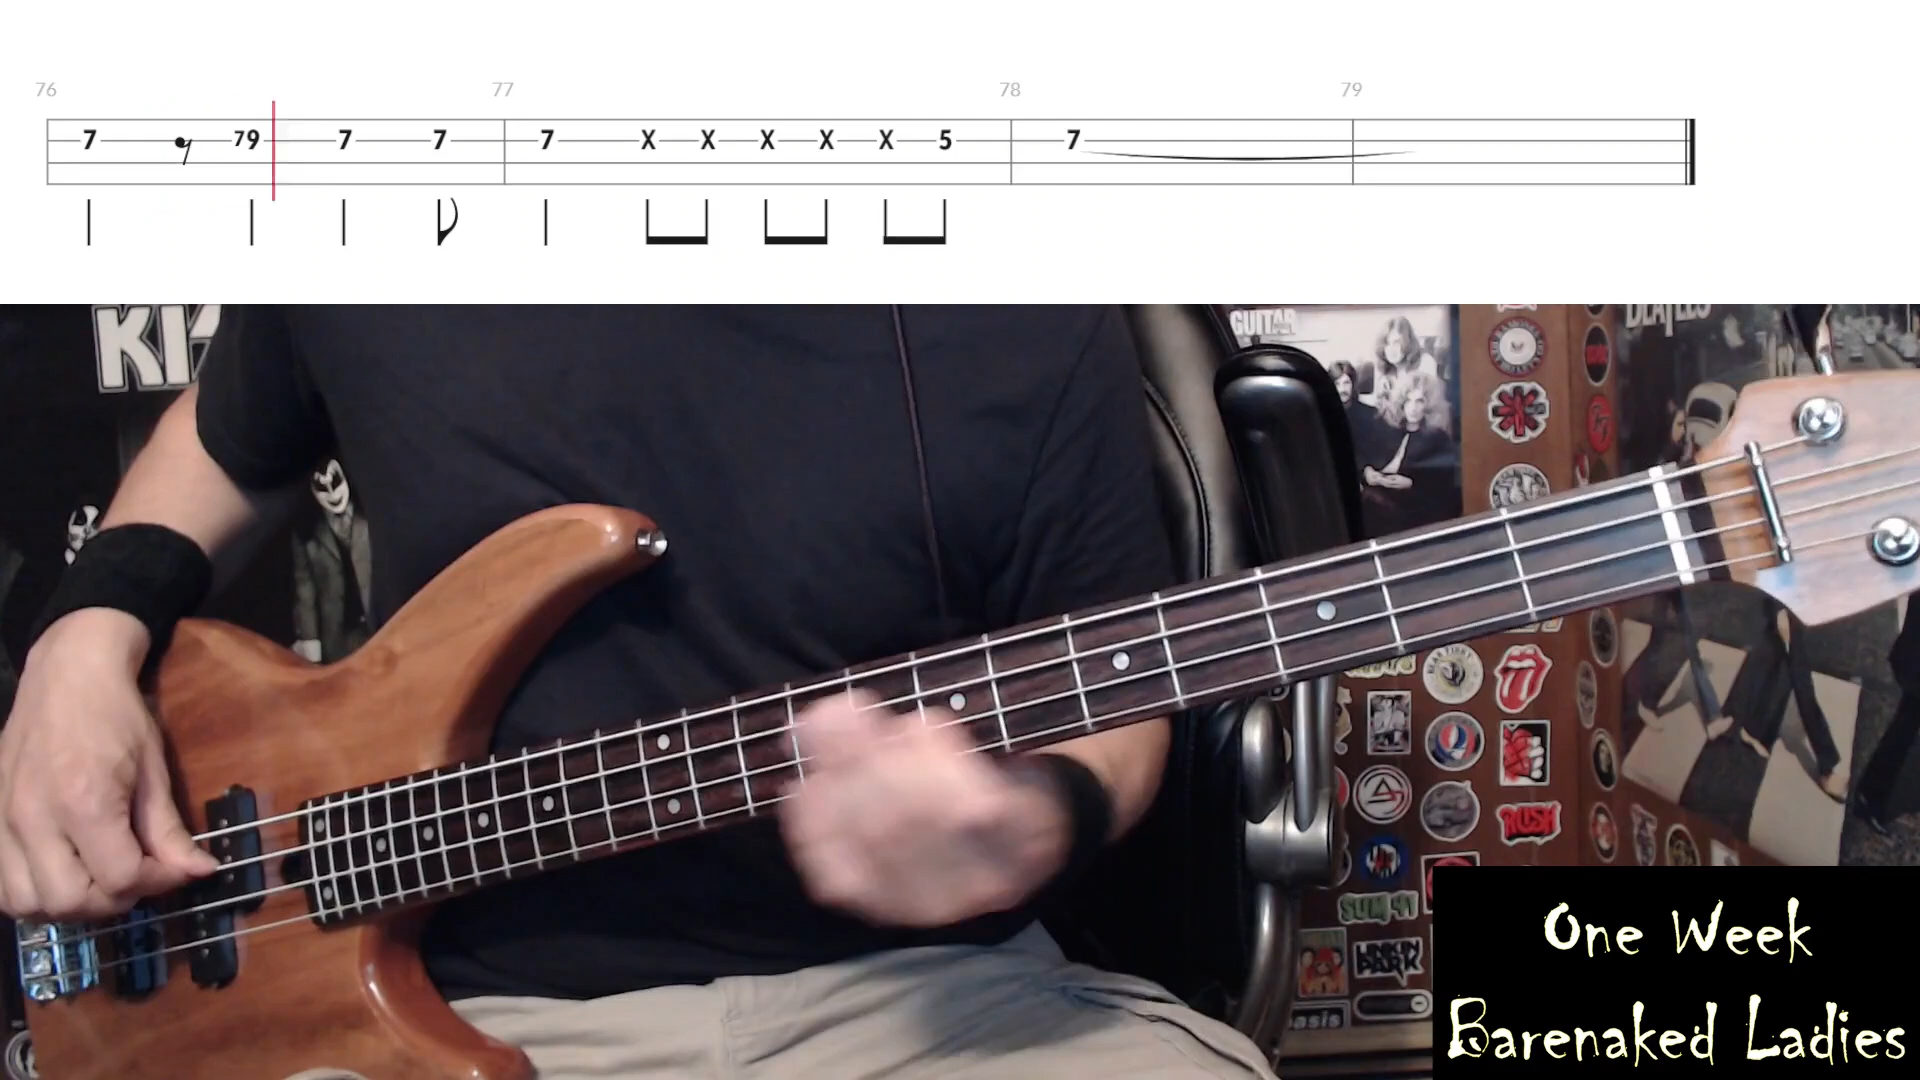 76 77 78 79
7 79 7 7 7 X X X X X 5 7
KI
GUITAR
BEATLES
RUSH
SUM 41
LINKIN
PARK
oasis
One Week
Barenaked Ladies